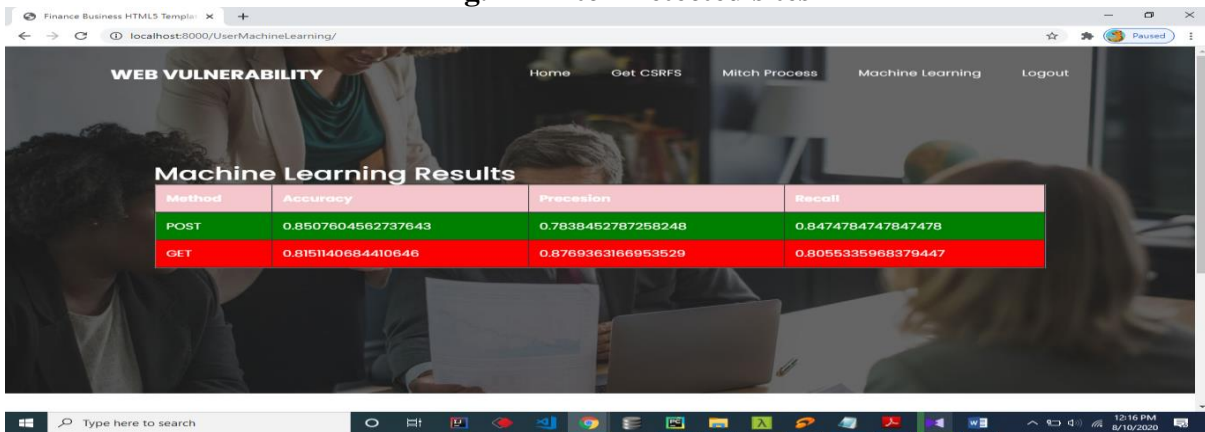 Finance Business HTML5 Templa
localhost:8000/UserMachineLearning/
Paused
WEB VULNERABILITY
Home Get CSRFS Mitch Process Machine Learning Logout
Machine Learning Results
Method Accuracy Precesion Recall
POST 0.8507604562737643 0.7838452787258248 0.8474784747847478
GET 0.8151140684410646 0.8769363166953529 0.8055335968379447
Type here to search
12:16 PM
8/10/2020